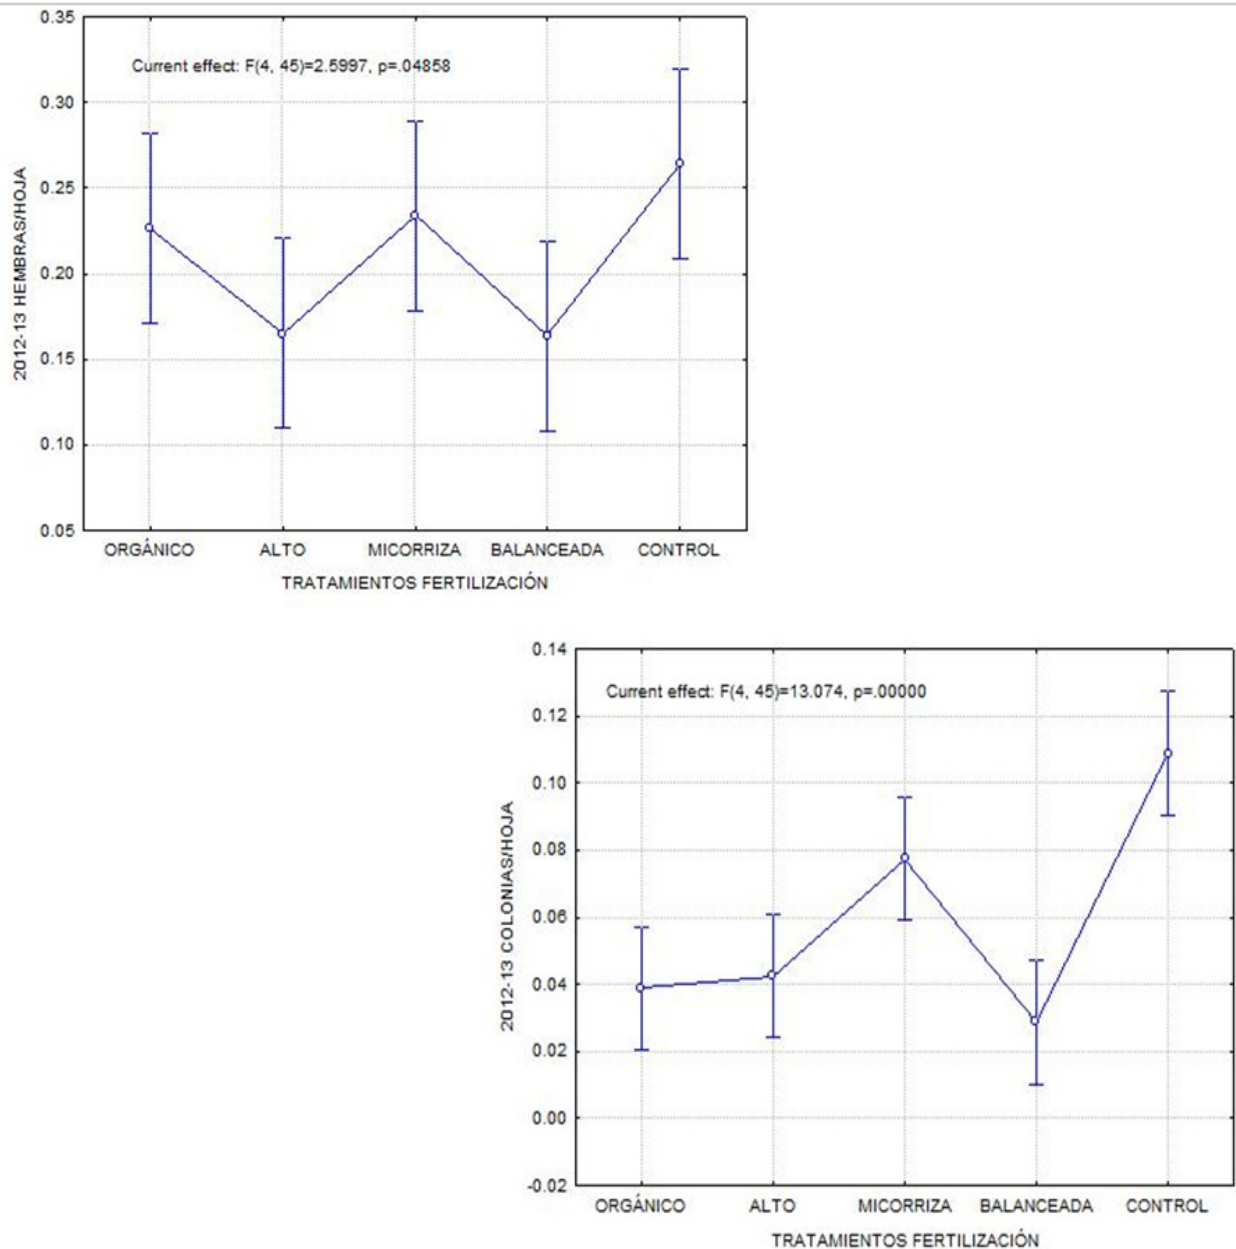 0.35
Current effect: F(4, 45)=2.5997, p=.04858
0.30
0.25
0.20
0.15
0.10
0.05
2012-13 HEMBRAS/HOJA
ORGÁNICO ALTO MICORRIZA BALANCEADA CONTROL
TRATAMIENTOS FERTILIZACIÓN
0.14
Current effect: F(4, 45)=13.074, p=.00000
0.12
0.10
0.08
0.06
0.04
0.02
0.00
-0.02
2012-13 COLONIAS/HOJA
ORGÁNICO ALTO MICORRIZA BALANCEADA CONTROL
TRATAMIENTOS FERTILIZACIÓN